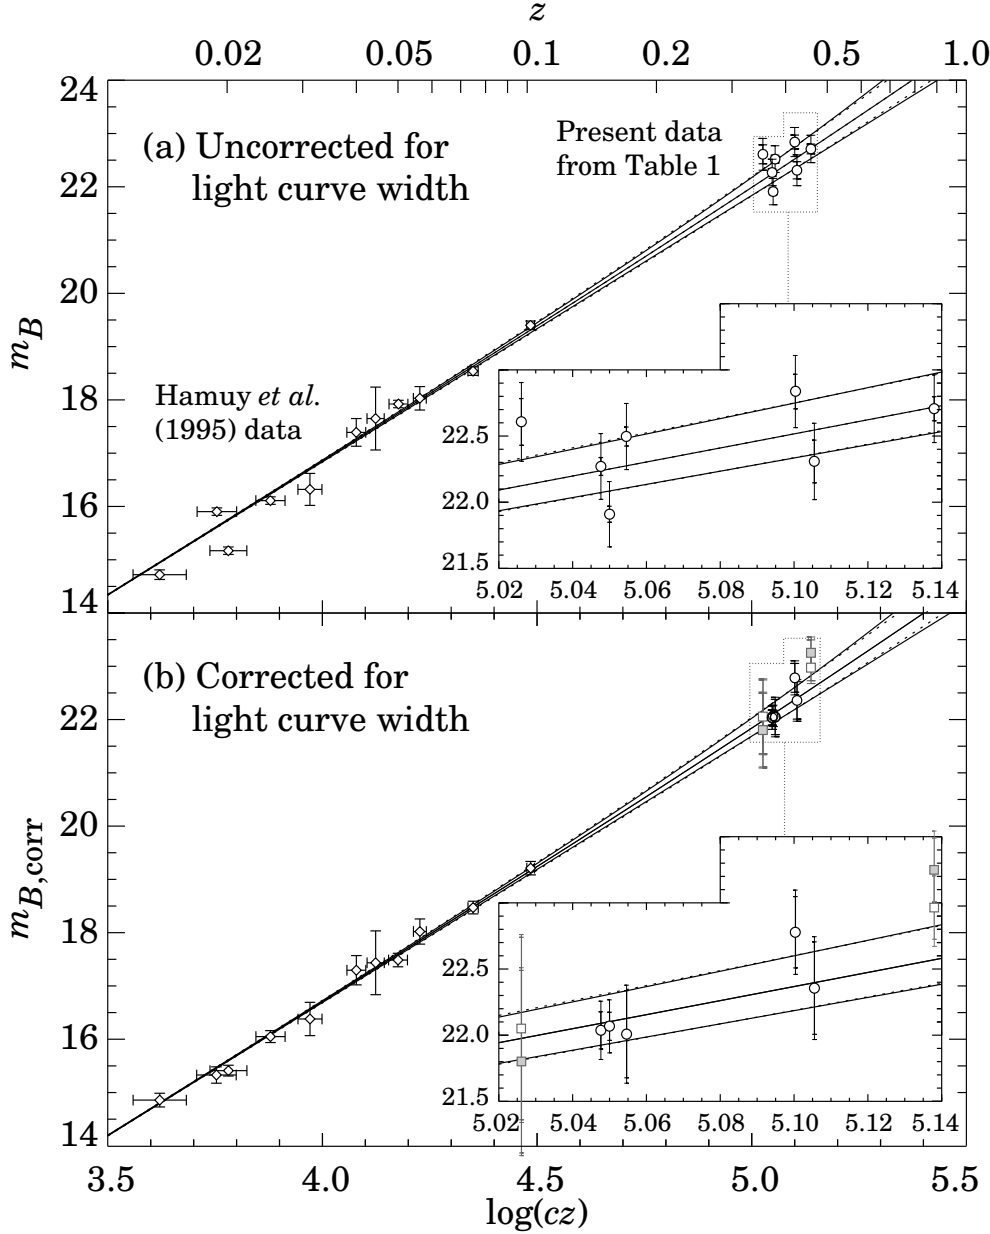 z
0.02 0.05 0.1 0.2 0.5 1.0
24
(a) Uncorrected for
light curve width
Present data
from Table 1
22
20
m_B
18
Hamuy et al.
(1995) data
16
14
22.5
22.0
21.5
5.02 5.04 5.06 5.08 5.10 5.12 5.14
(b) Corrected for
light curve width
22
20
m_B,corr
18
16
14
22.5
22.0
21.5
5.02 5.04 5.06 5.08 5.10 5.12 5.14
3.5 4.0 4.5 5.0 5.5
log(cz)